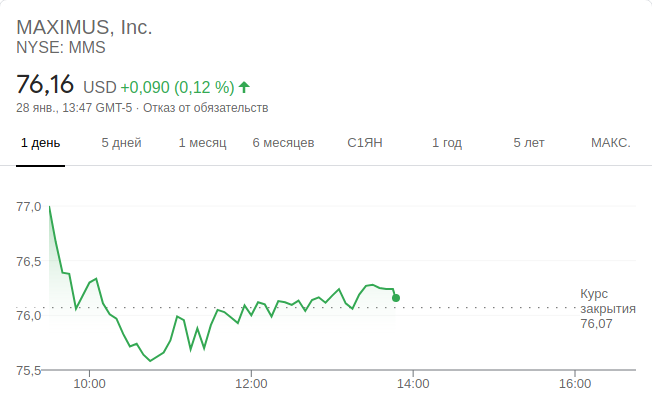 MAXIMUS, Inc.
NYSE: MMS
76,16 USD +0,090 (0,12 %)
28 янв., 13:47 GMT-5 · Отказ от обязательств
1 день 5 дней 1 месяц 6 месяцев С1ЯН 1 год 5 лет МАКС.
77,0
76,5
76,0
75,5
Курс
закрытия
76,07
10:00 12:00 14:00 16:00